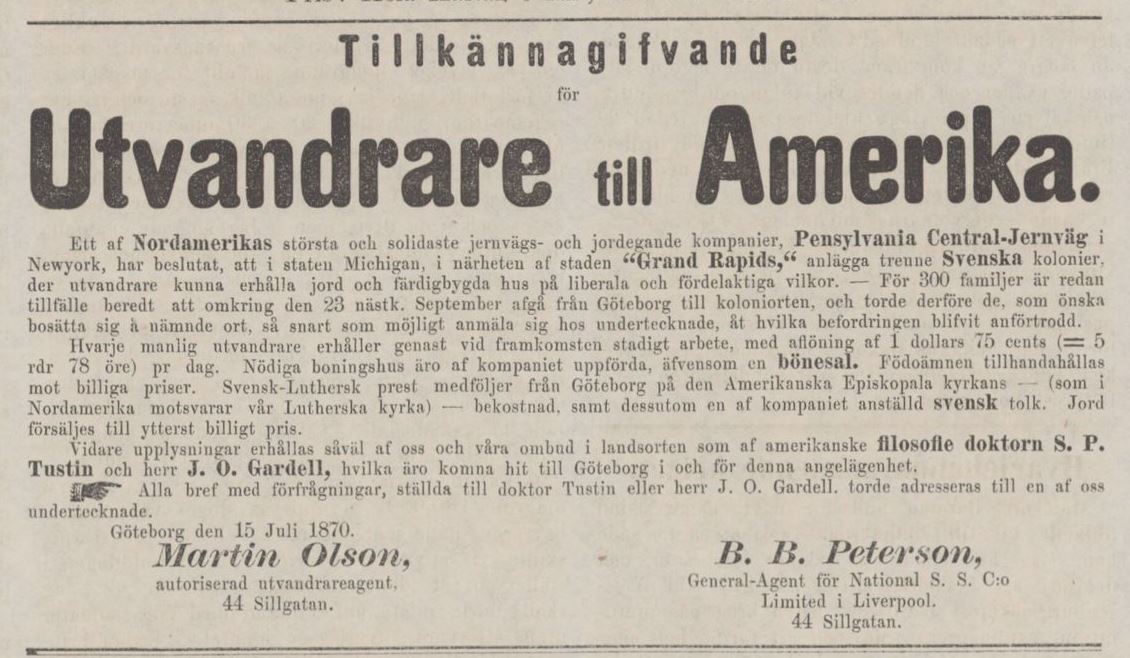 Tillkännagifvande
för
Utvandrare till Amerika.
Ett af Nordamerikas största och solidaste jernvägs- och jordegande kompanier, Pensylvania Central-Jernväg i
Newyork, har beslutat, att i staten Michigan, i närheten af staden “Grand Rapids,“ anlägga trenne Svenska kolonier,
der utvandrare kunna erhålla jord och färdigbygda hus på liberala och fördelaktiga vilkor. — För 300 familjer är redan
tillfälle beredt att omkring den 23 nästk. September afgå från Göteborg till koloniorten, och torde derföre de, som önska
bosätta sig å nämnde ort, så snart som möjligt anmäla sig hos undertecknade, åt hvilka befordringen blifvit anförtrodd.
Hvarje manlig utvandrare erhåller genast vid framkomsten stadigt arbete, med aflöning af 1 dollars 75 cents (= 5
rdr 78 öre) pr dag. Nödiga boningshus äro af kompaniet uppförda, äfvensom en bönesal. Födoämnen tillhandahållas
mot billiga priser. Svensk-Luthersk prest medföljer från Göteborg på den Amerikanska Episkopala kyrkans — (som i
Nordamerika motsvarar vår Lutherska kyrka) — bekostnad, samt dessutom en af kompaniet anställd svensk tolk. Jord
försäljes till ytterst billigt pris.
Vidare upplysningar erhållas såväl af oss och våra ombud i landsorten som af amerikanske filosofie doktorn S. P.
Tustin och herr J. O. Gardell, hvilka äro komna hit till Göteborg i och för denna angelägenhet.
☛ Alla bref med förfrågningar, ställda till doktor Tustin eller herr J. O. Gardell. torde adresseras till en af oss
undertecknade.
Göteborg den 15 Juli 1870.
Martin Olson,
autoriserad utvandrareagent,
44 Sillgatan.
B. B. Peterson,
General-Agent för National S. S. C:o
Limited i Liverpool.
44 Sillgatan.